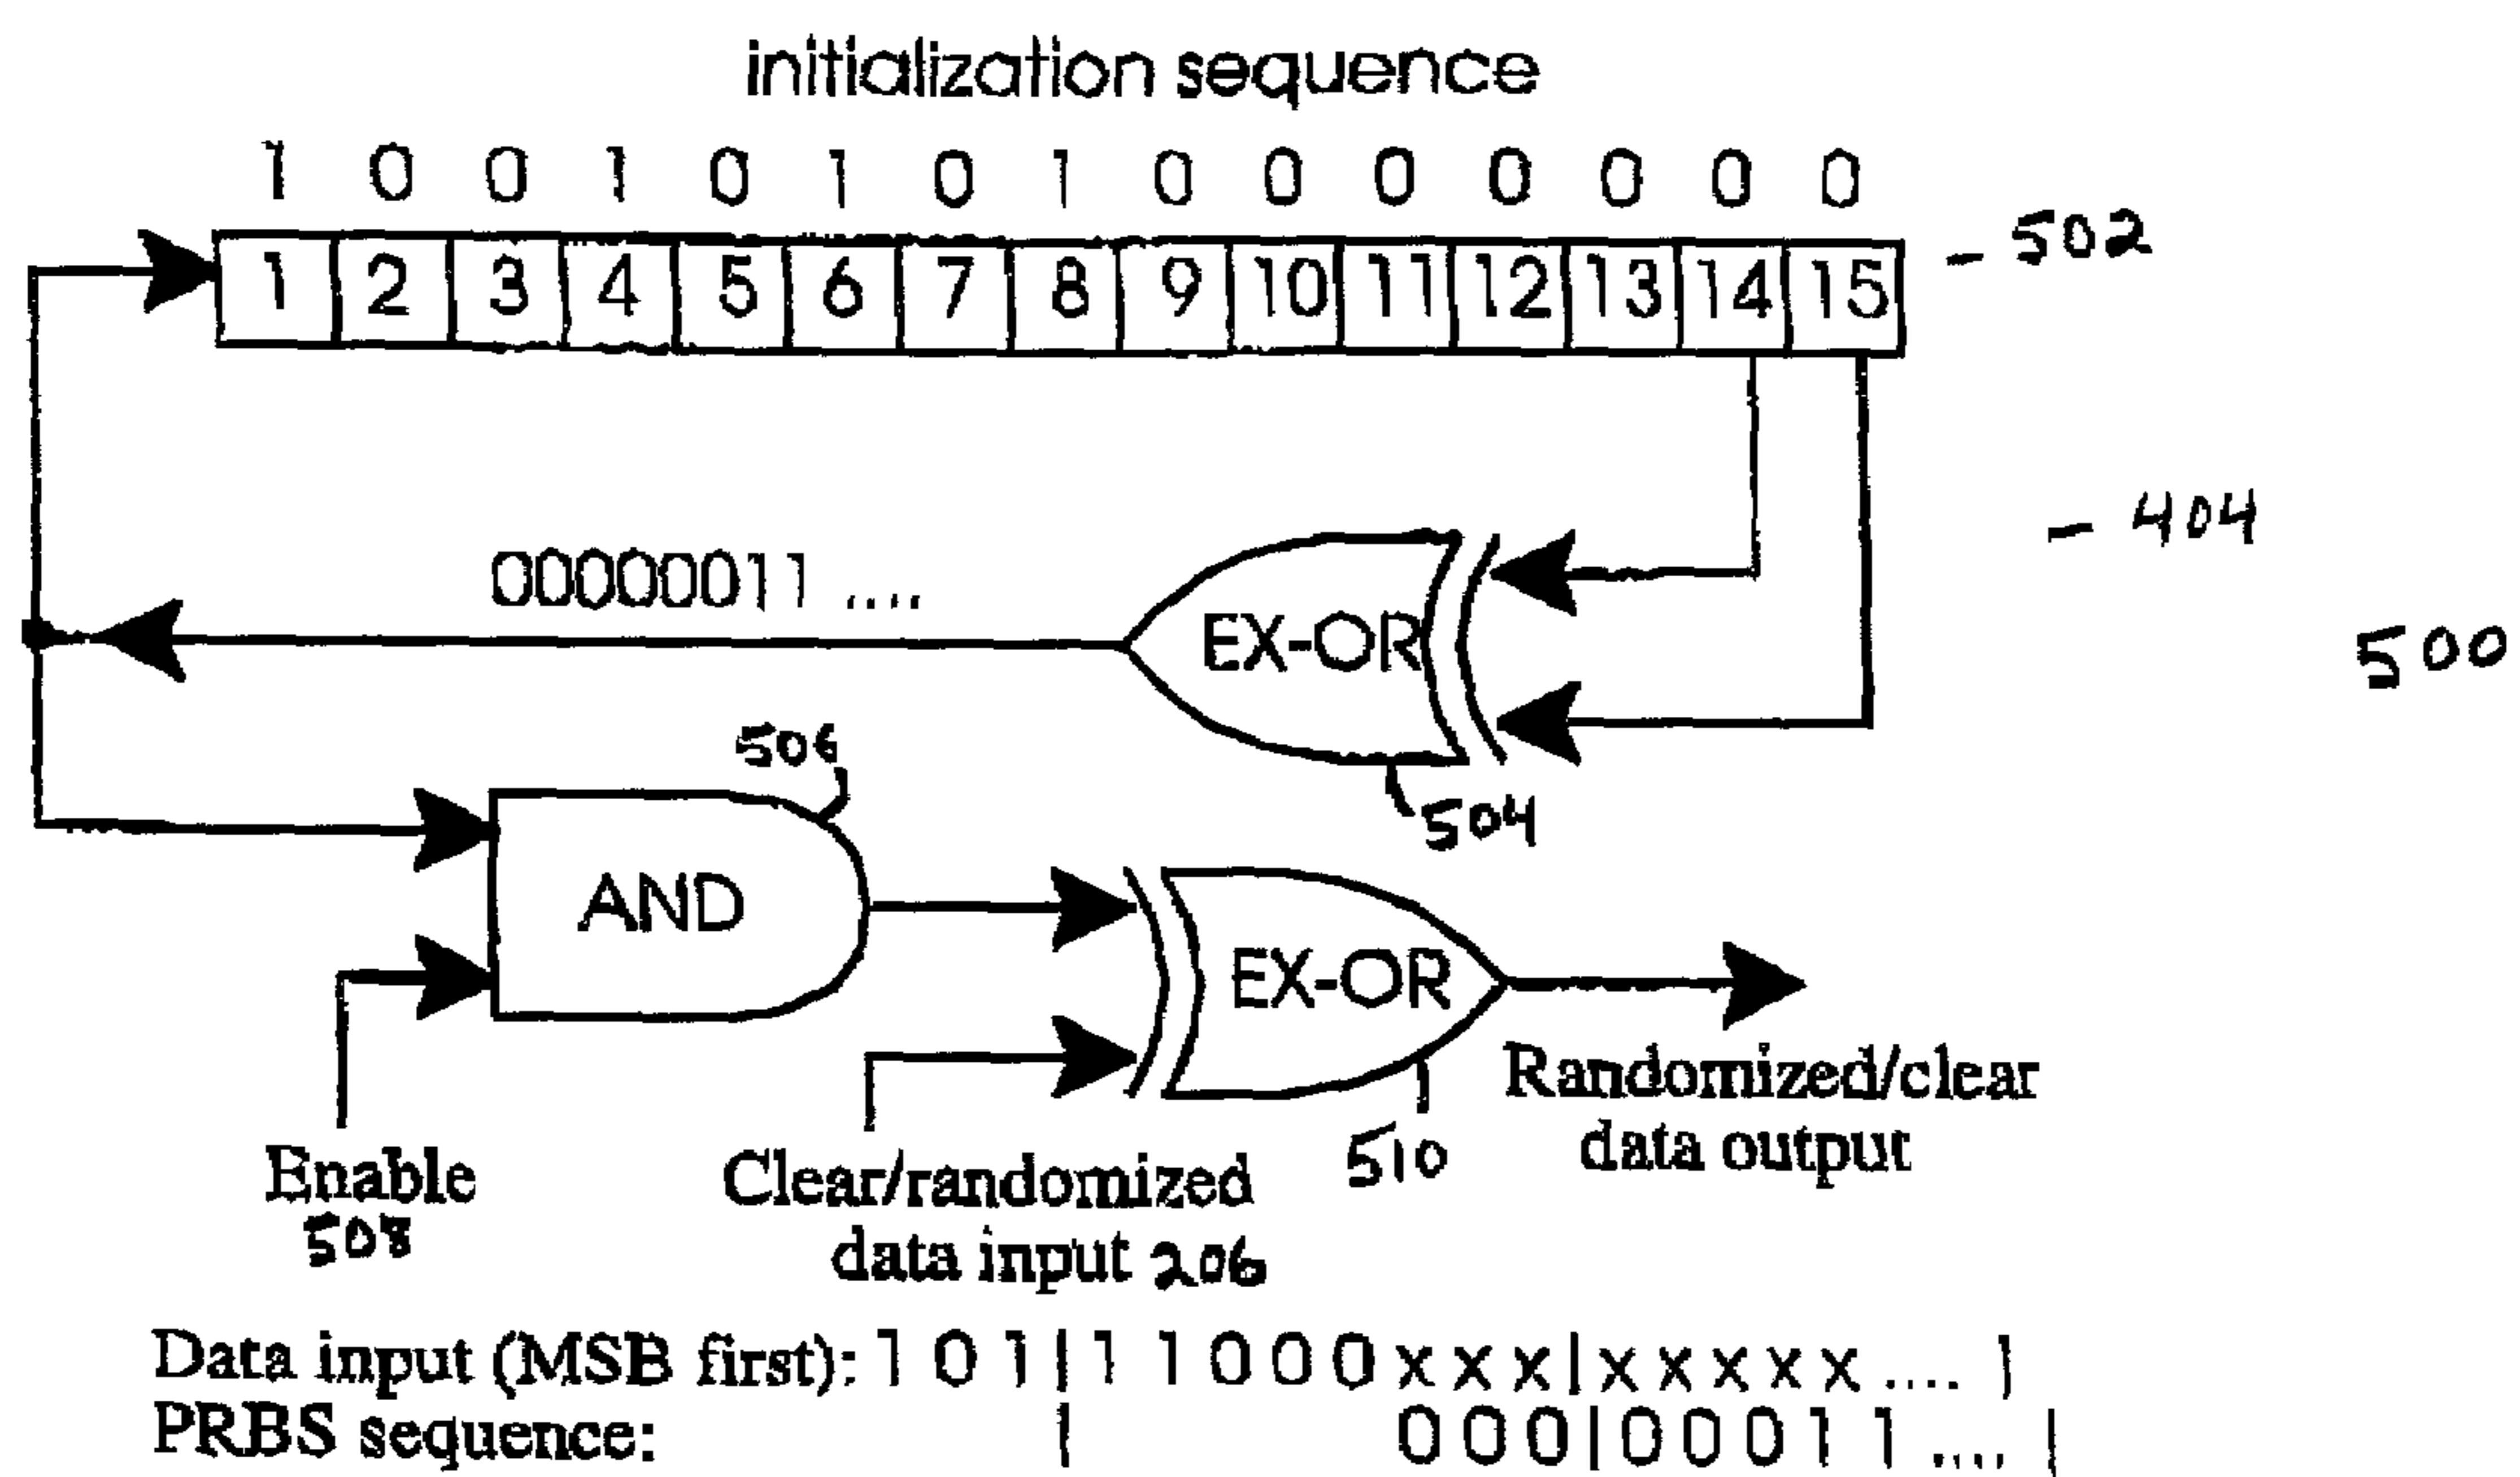 initialization sequence
1 0 0 1 0 1 0 1 0 0 0 0 0 0 0
1 2 3 4 5 6 7 8 9 10 11 12 13 14 15
- 502
- 404
00000011 ....
EX-OR
500
506
504
AND
EX-OR
Randomized/clear
data output
510
Enable
508
Clear/randomized
data input 206
Data input (MSB first): 1 0 1 | 1 1 0 0 0 x x x | x x x x x .... |
PRBS sequence: | 0 0 0 | 0 0 0 1 1 .... |